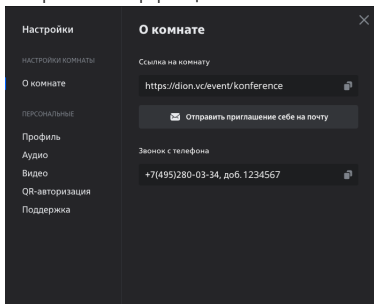 Настройки
НАСТРОЙКИ КОМНАТЫ
О комнате
ПЕРСОНАЛЬНЫЕ
Профиль
Аудио
Видео
QR-авторизация
Поддержка
О комнате
Ссылка на комнату
https://dion.vc/event/konference
Отправить приглашение себе на почту
Звонок с телефона
+7(495)280-03-34, доб.1234567